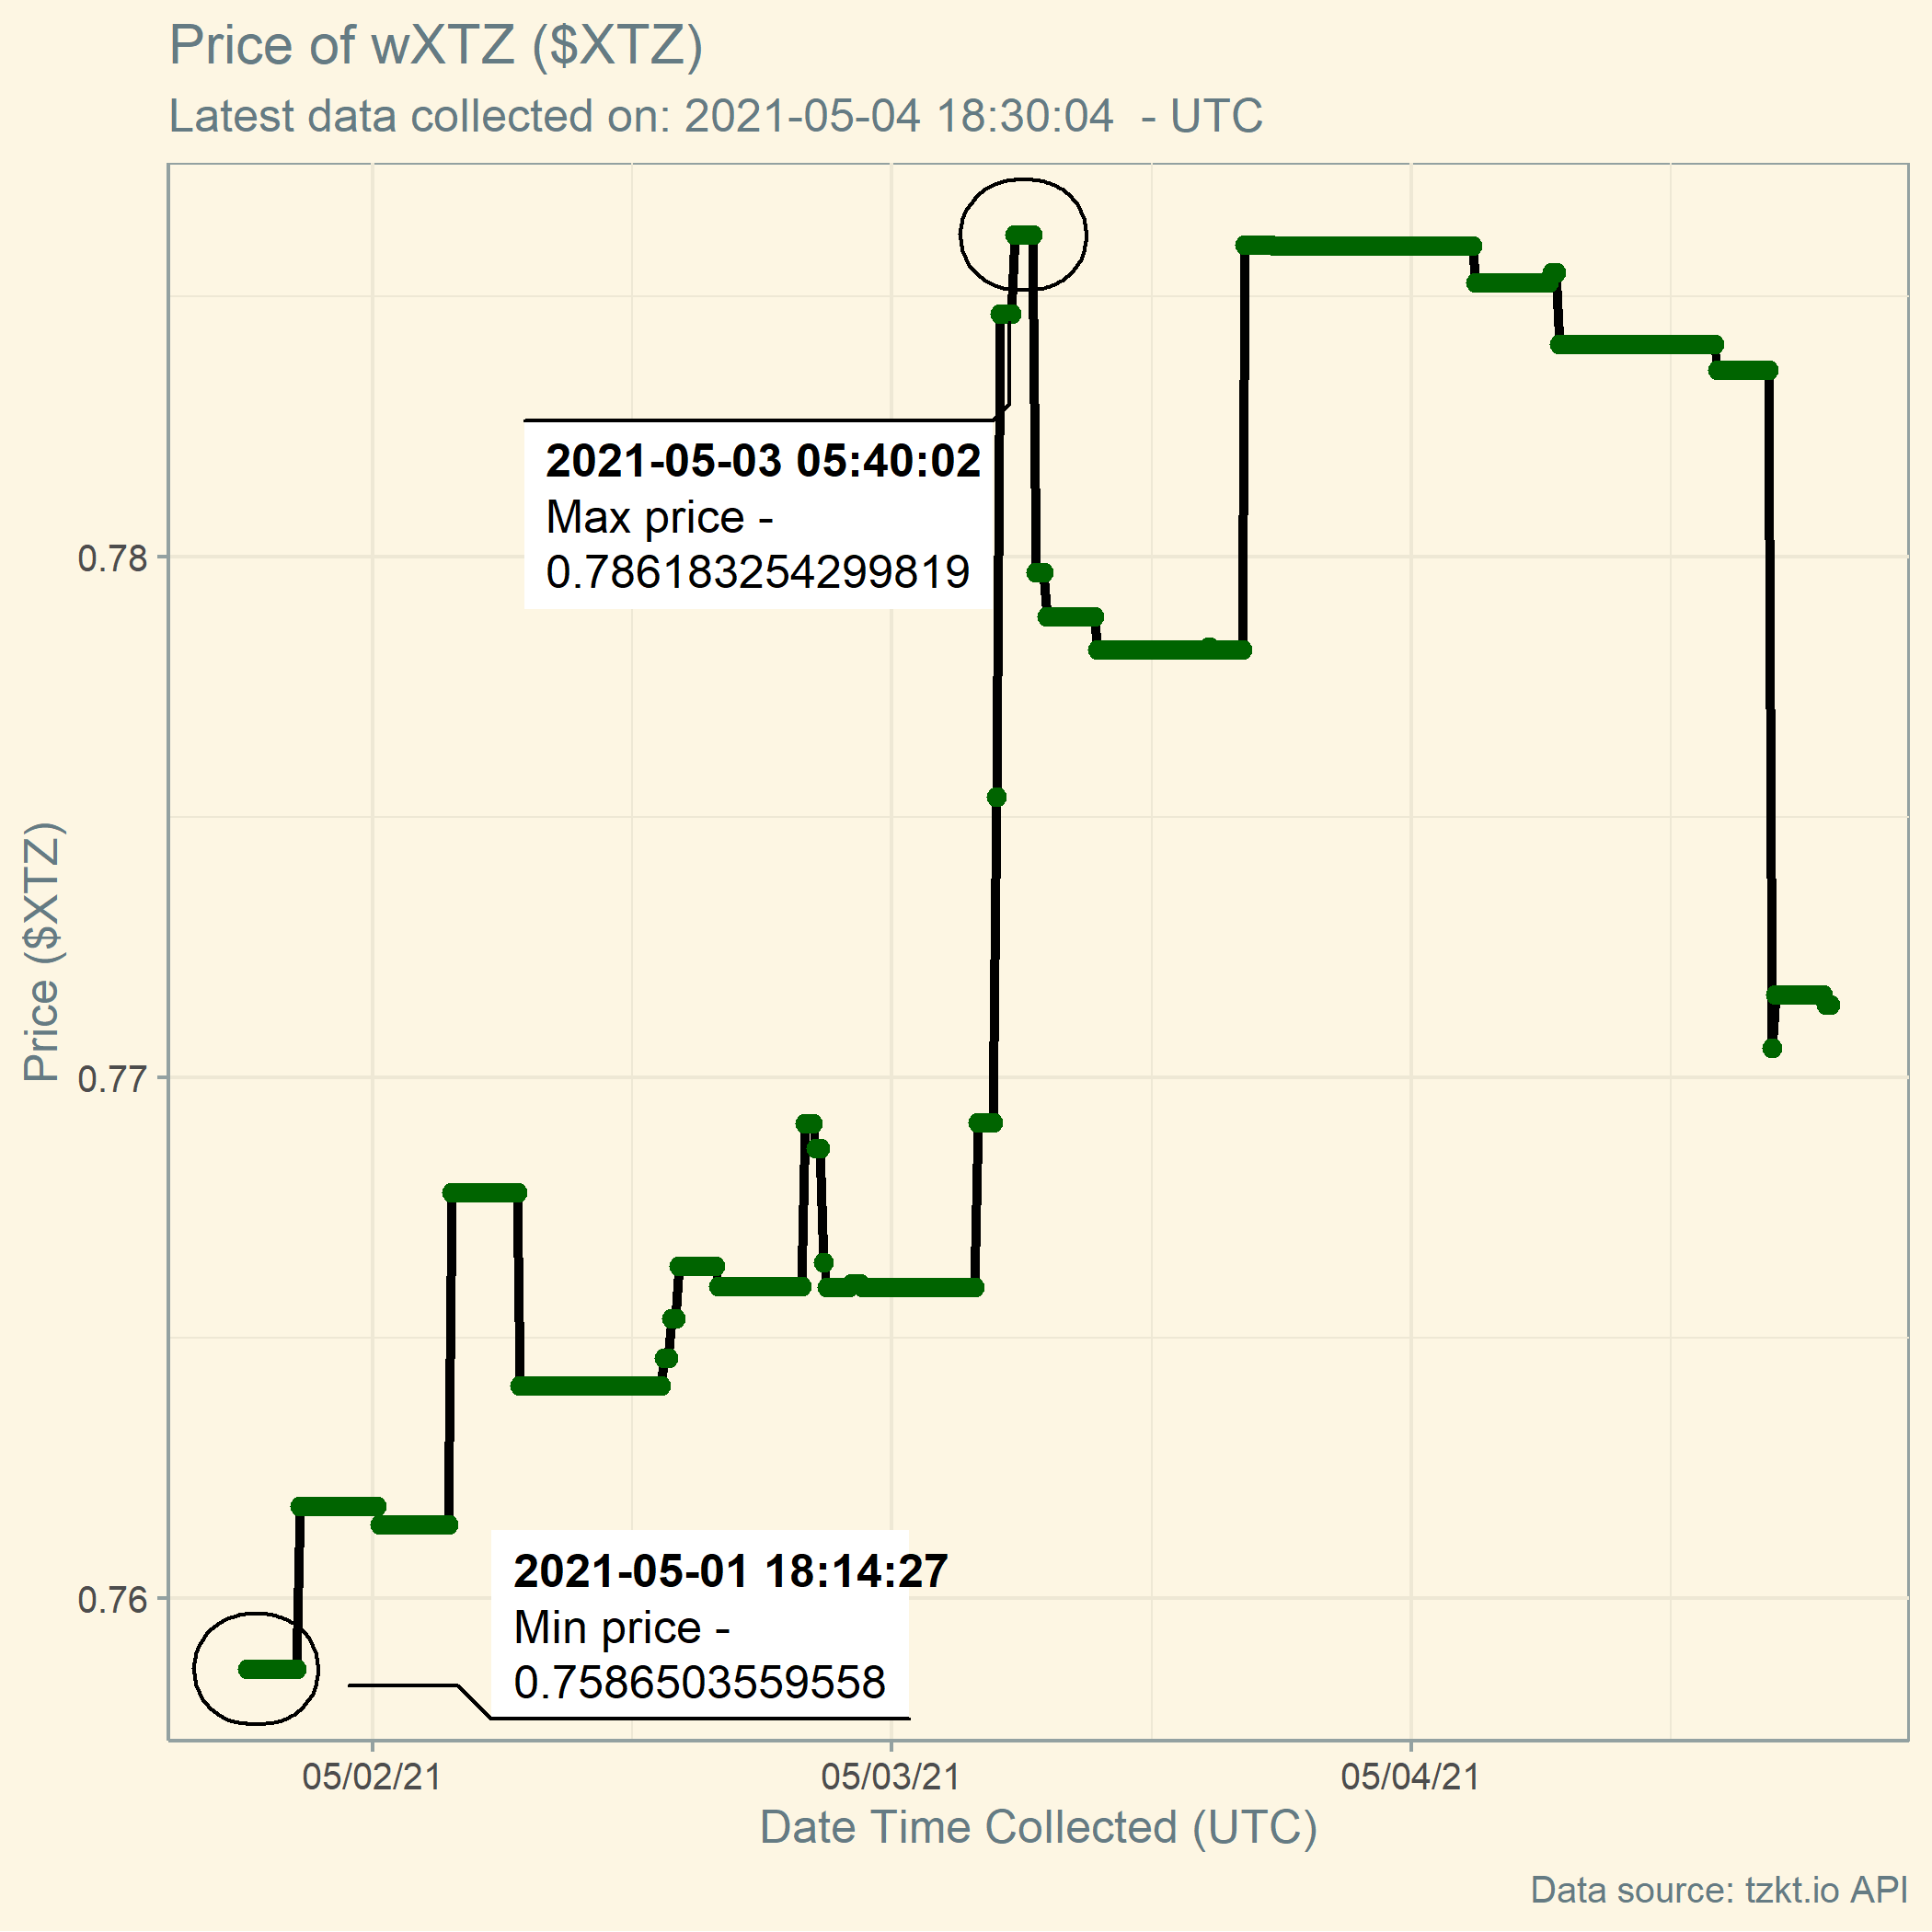 Price of wXTZ ($XTZ)
Latest data collected on: 2021-05-04 18:30:04  - UTC
2021-05-03 05:40:02
Max price -
0.786183254299819
0.78
Price ($XTZ)
0.77
2021-05-01 18:14:27
Min price -
0.7586503559558
0.76
05/02/21
05/03/21
05/04/21
Date Time Collected (UTC)
Data source: tzkt.io API